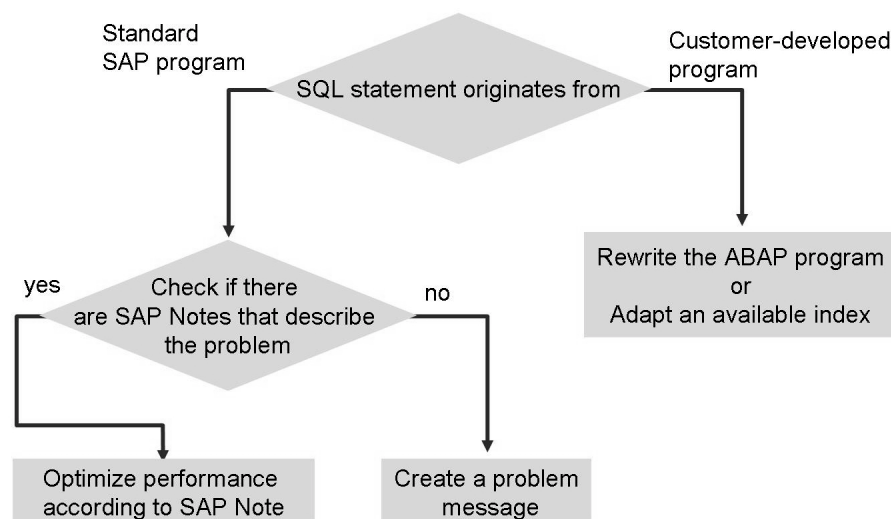 Standard
SAP program
SQL statement originates from
Customer-developed
program
yes
Check if there
are SAP Notes that describe
the problem
no
Rewrite the ABAP program
or
Adapt an available index
Optimize performance
according to SAP Note
Create a problem
message